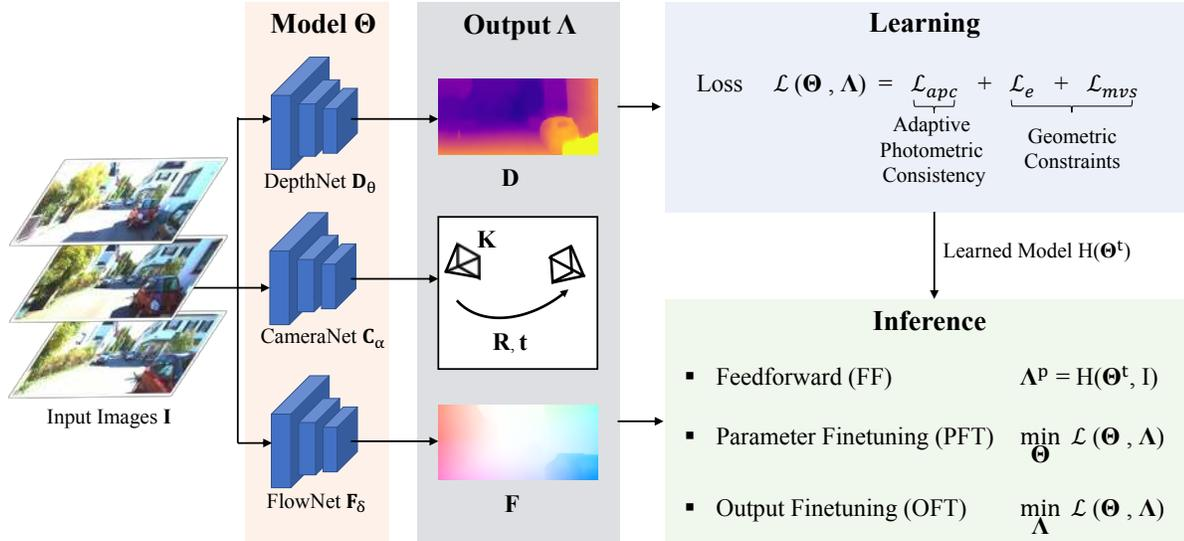 Model Θ
Output Λ
Learning
Loss ℒ (Θ , Λ) = ℒ_apc + ℒ_e + ℒ_mvs
Adaptive
Photometric
Consistency
Geometric
Constraints
DepthNet D_θ
D
K
R, t
CameraNet C_α
Input Images I
FlowNet F_δ
F
Learned Model H(Θ^t)
Inference
▪ Feedforward (FF) Λ^p = H(Θ^t, I)
▪ Parameter Finetuning (PFT) min_Θ ℒ (Θ , Λ)
▪ Output Finetuning (OFT) min_Λ ℒ (Θ , Λ)